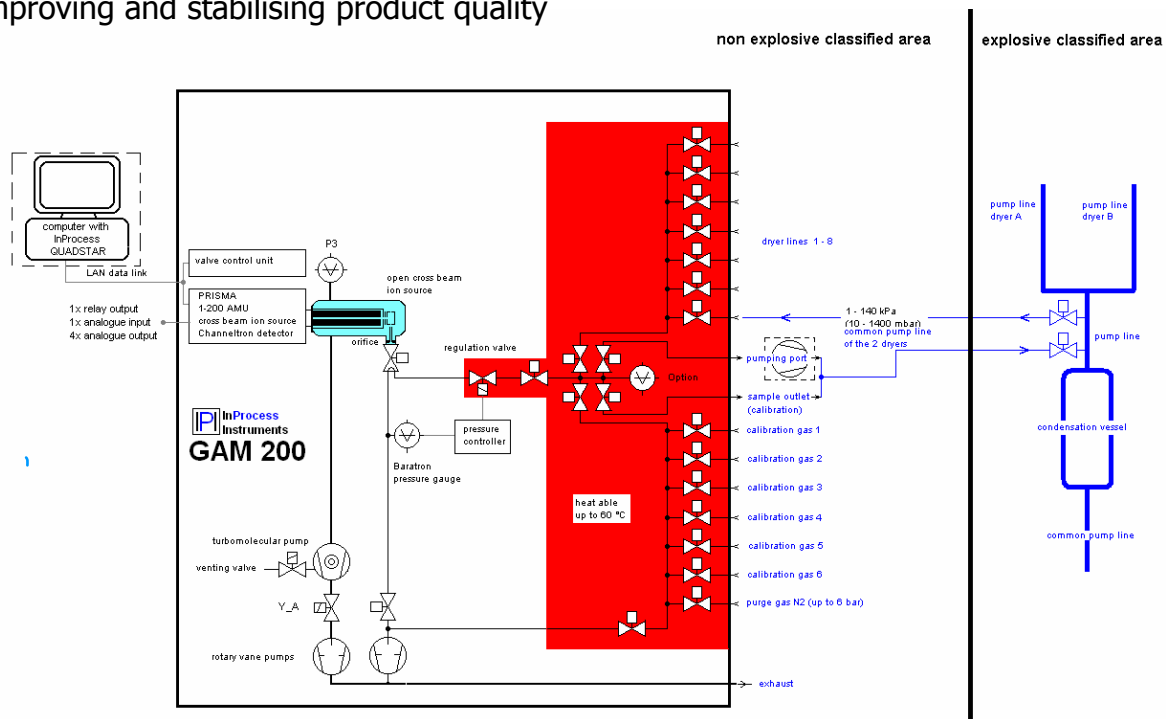 mproving and stabilising product quality
non explosive classified area
explosive classified area
computer with
InProcess
QUADSTAR
LAN data link
1x relay output
1x analogue input
4x analogue output
valve control unit
PRISMA
1-200 AMU
cross beam ion source
Channeltron detector
P3
open cross beam
ion source
orifice
regulation valve
pressure
controller
Baratron
pressure gauge
IPI InProcess
Instruments
GAM 200
turbomolecular pump
venting valve
Y_A
rotary vane pumps
heat able
up to 60 °C
Option
dryer lines 1 - 8
1 - 140 kPa
(10 - 1400 mbar)
common pump line
of the 2 dryers
pumping port
sample outlet
(calibration)
calibration gas 1
calibration gas 2
calibration gas 3
calibration gas 4
calibration gas 5
calibration gas 6
purge gas N2 (up to 6 bar)
exhaust
pump line
dryer A
pump line
dryer B
pump line
condensation vessel
common pump line